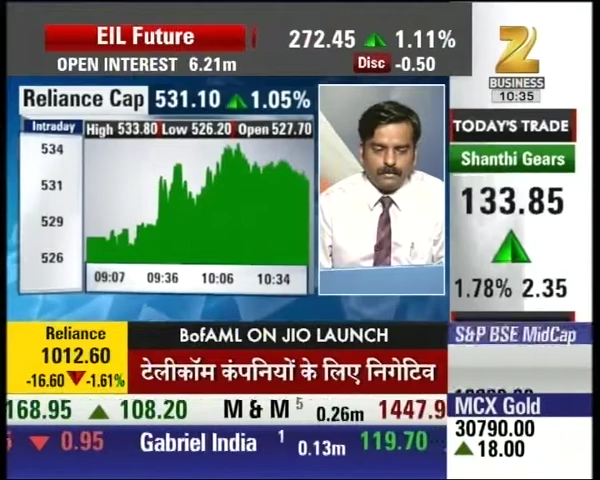 EIL Future
272.45 1.11%
OPEN INTEREST 6.21m
Disc -0.50
Z
BUSINESS
10:35
Reliance Cap 531.10 1.05%
Intraday High 533.80 Low 526.20 Open 527.70
534
531
529
526
09:07 09:36 10:06 10:34
TODAY'S TRADE
Shanthi Gears
133.85
1.78% 2.35
Reliance
1012.60
-16.60 -1.61%
BofAML ON JIO LAUNCH
टेलीकॉम कंपनियों के लिए निगेटिव
S&P BSE MidCap
MCX Gold
30790.00
18.00
168.95 108.20 M & M 5 0.26m 1447.9
0.95 Gabriel India 1 0.13m 119.70